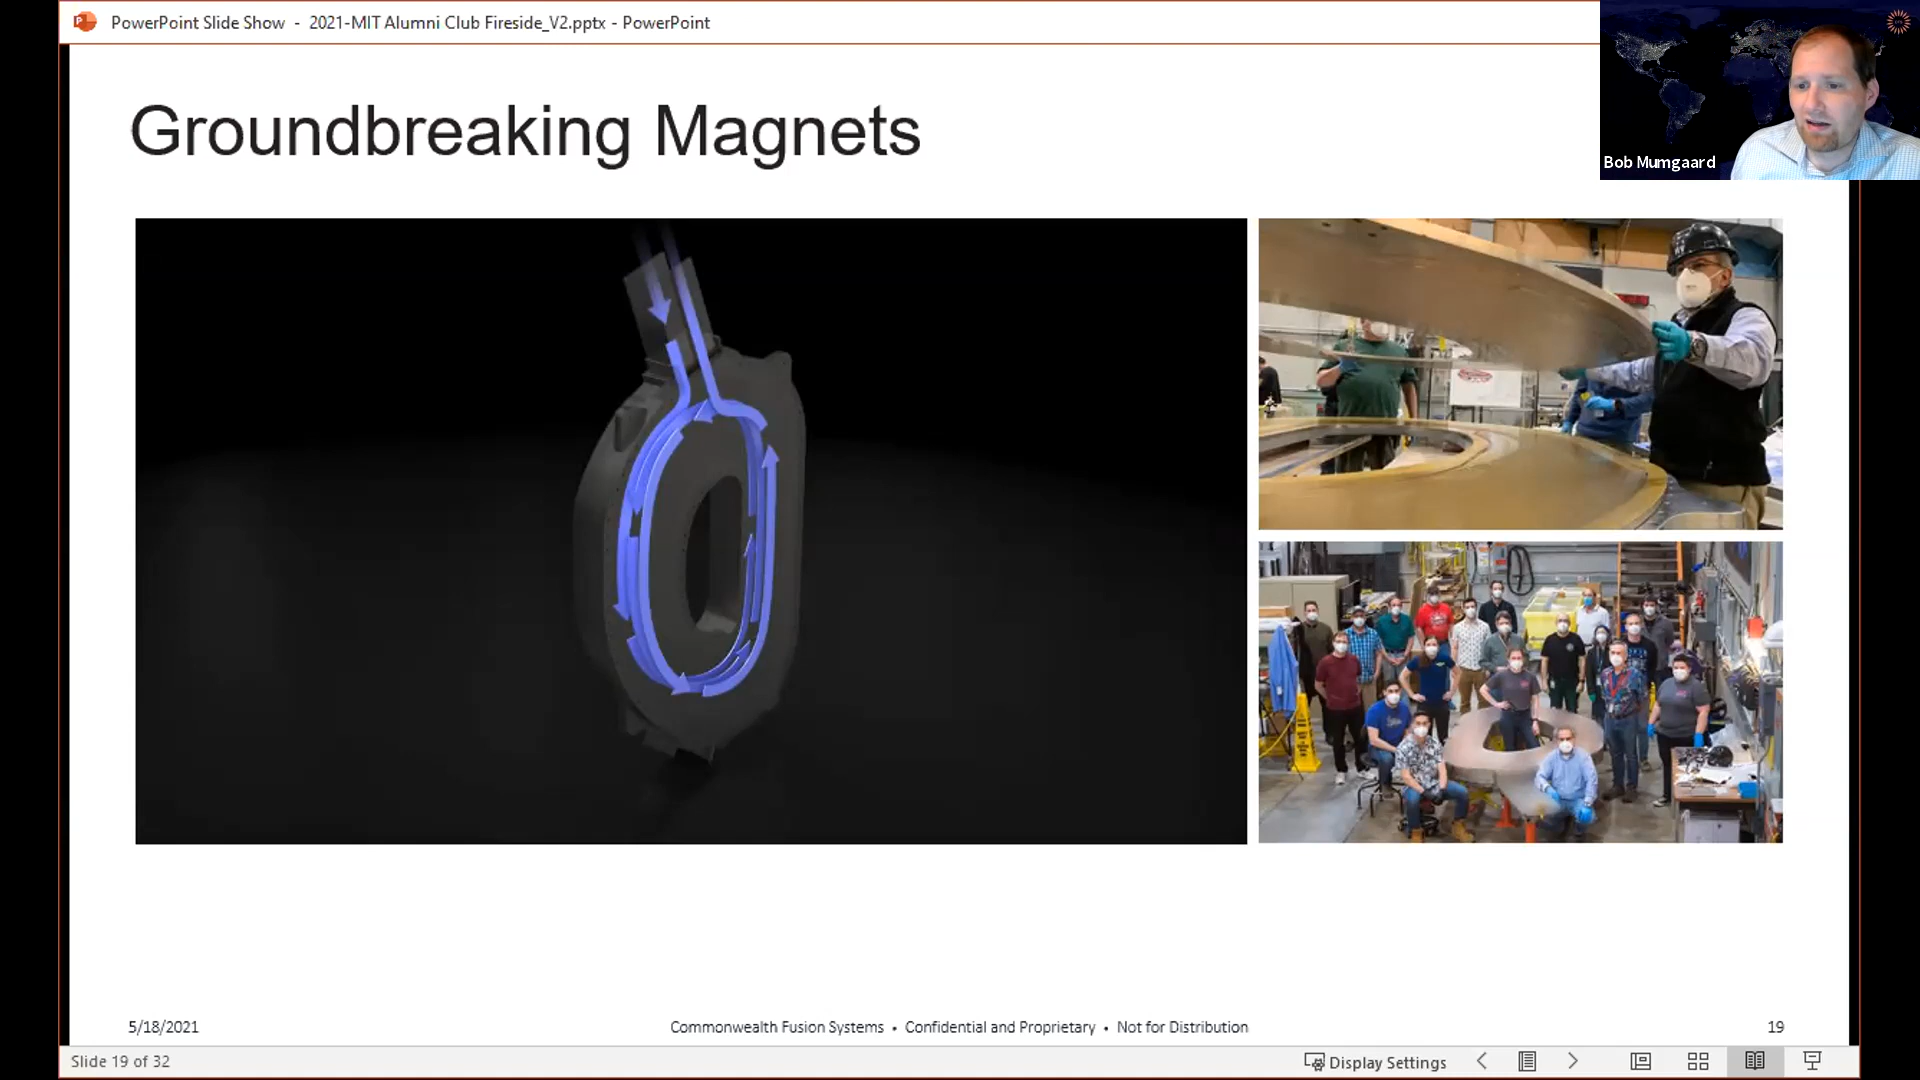 PowerPoint Slide Show - 2021-MIT Alumni Club Fireside_V2.pptx - PowerPoint
Bob Mumgaard
Groundbreaking Magnets
5/18/2021
Commonwealth Fusion Systems • Confidential and Proprietary • Not for Distribution
19
Slide 19 of 32
Display Settings